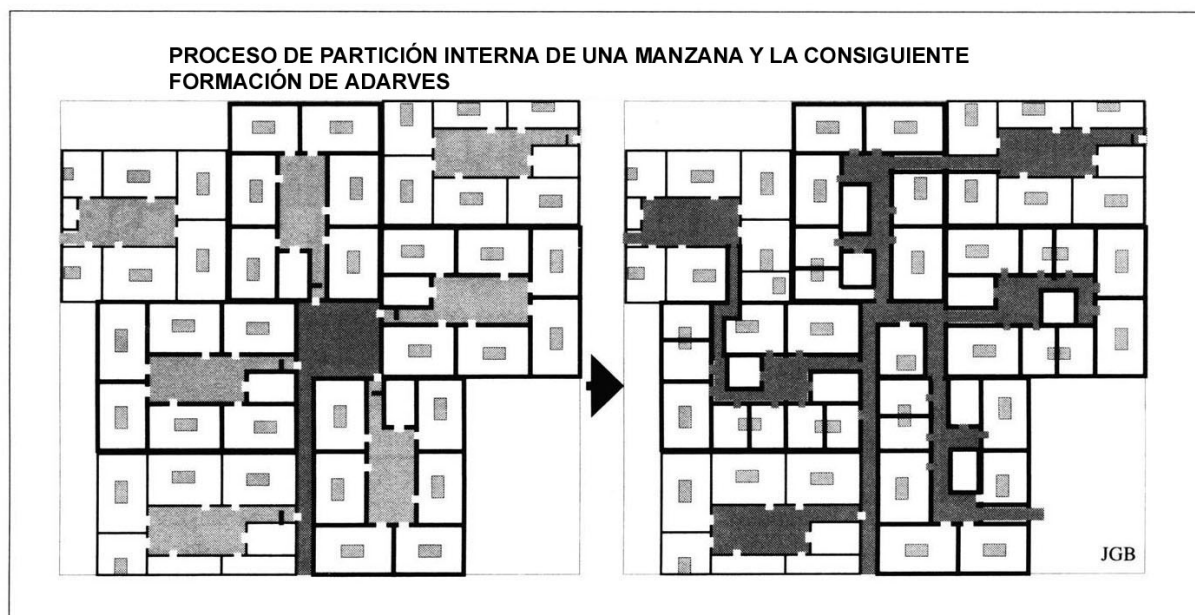 PROCESO DE PARTICIÓN INTERNA DE UNA MANZANA Y LA CONSIGUIENTE
FORMACIÓN DE ADARVES
JGB